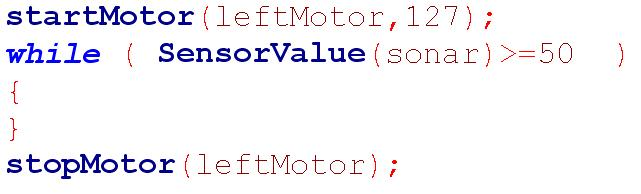 startMotor(leftMotor,127);
while ( SensorValue(sonar)>=50  )
{
}
stopMotor(leftMotor);